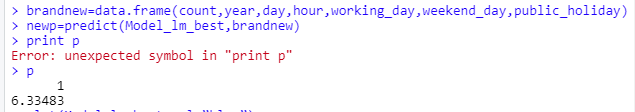 > brandnew=data.frame(count,year,day,hour,working_day,weekend_day,public_holiday)
> newp=predict(Model_lm_best,brandnew)
> print p
Error: unexpected symbol in "print p"
> p
1
6.33483